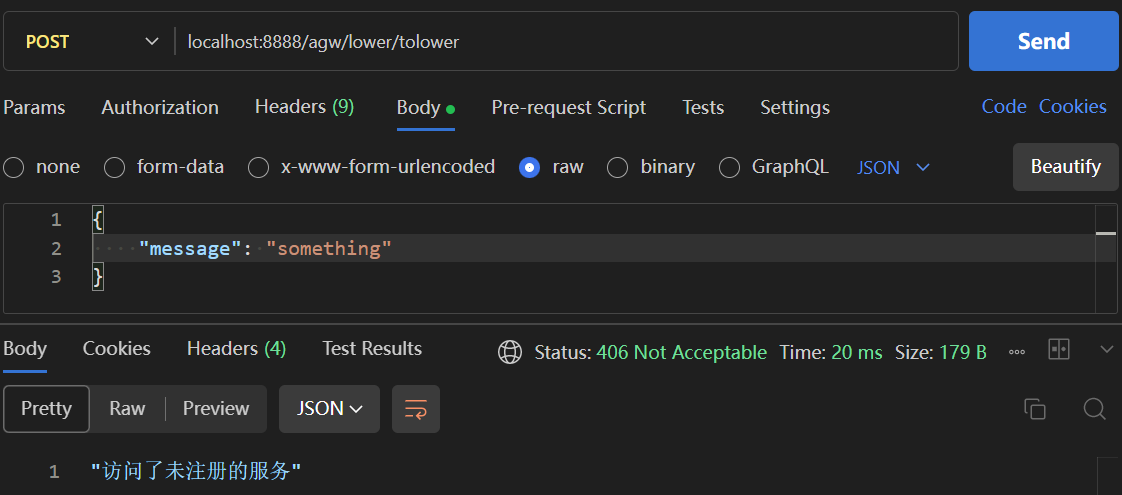 POST localhost:8888/agw/lower/tolower Send
Params Authorization Headers (9) Body Pre-request Script Tests Settings Code Cookies
none form-data x-www-form-urlencoded raw binary GraphQL JSON Beautify
1 {
2 "message": "something"
3 }
Body Cookies Headers (4) Test Results Status: 406 Not Acceptable Time: 20 ms Size: 179 B
Pretty Raw Preview JSON
1 "访问了未注册的服务"